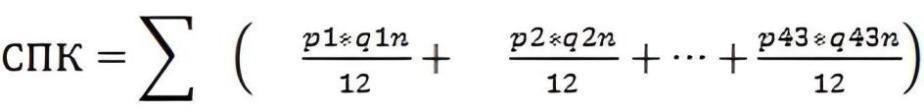 СПК = ∑ ( p1*q1n/12 + p2*q2n/12 + ⋯ + p43*q43n/12 )